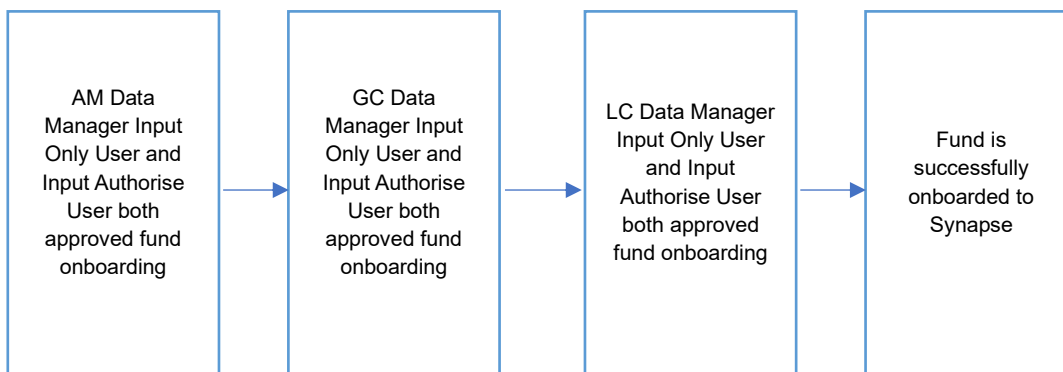 AM Data
Manager Input
Only User and
Input Authorise
User both
approved fund
onboarding
GC Data
Manager Input
Only User and
Input Authorise
User both
approved fund
onboarding
LC Data Manager
Input Only User
and Input
Authorise User
both approved
fund onboarding
Fund is
successfully
onboarded to
Synapse